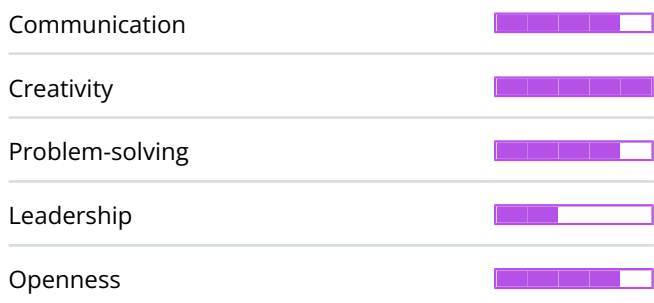 Communication
Creativity
Problem-solving
Leadership
Openness